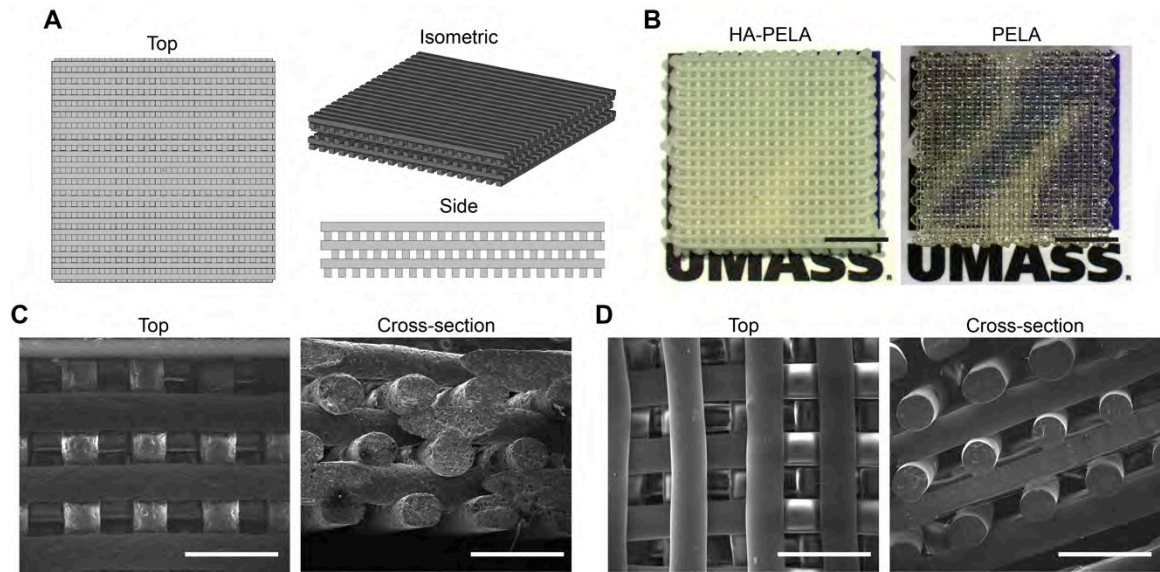 A
Top
Isometric
Side
B
HA-PELA
PELA
UMASS®
UMASS®
C
Top
Cross-section
D
Top
Cross-section